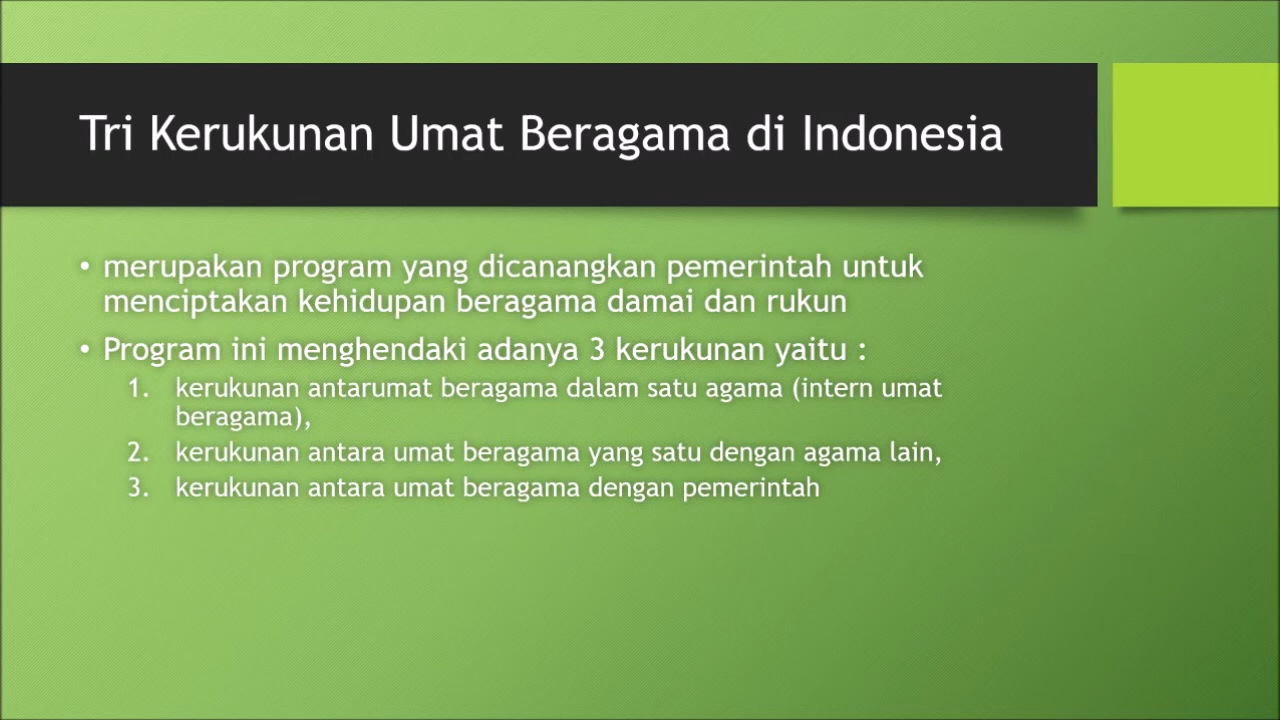 Tri Kerukunan Umat Beragama di Indonesia
• merupakan program yang dicanangkan pemerintah untuk
menciptakan kehidupan beragama damai dan rukun
• Program ini menghendaki adanya 3 kerukunan yaitu :
1. kerukunan antarumat beragama dalam satu agama (intern umat
beragama),
2. kerukunan antara umat beragama yang satu dengan agama lain,
3. kerukunan antara umat beragama dengan pemerintah